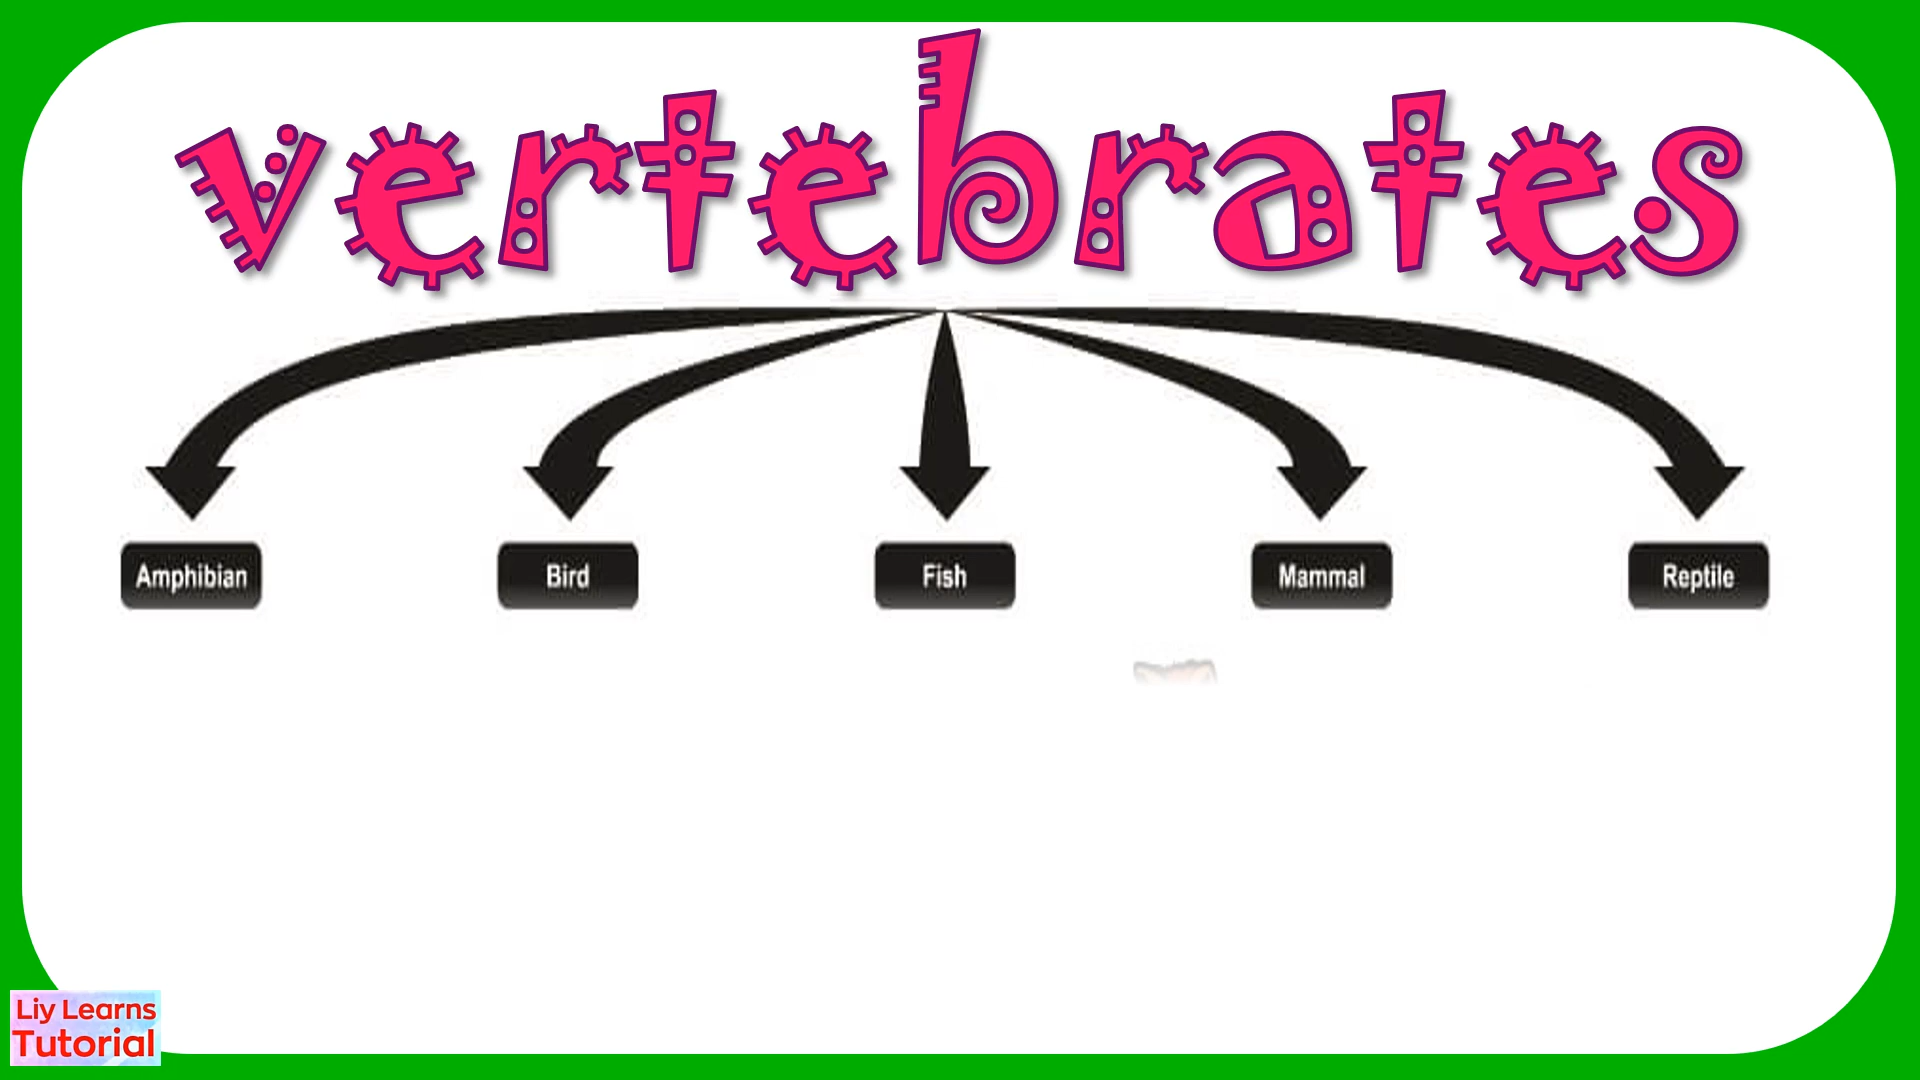 vertebrates
Amphibian
Bird
Fish
Mammal
Reptile
Liy Learns
Tutorial